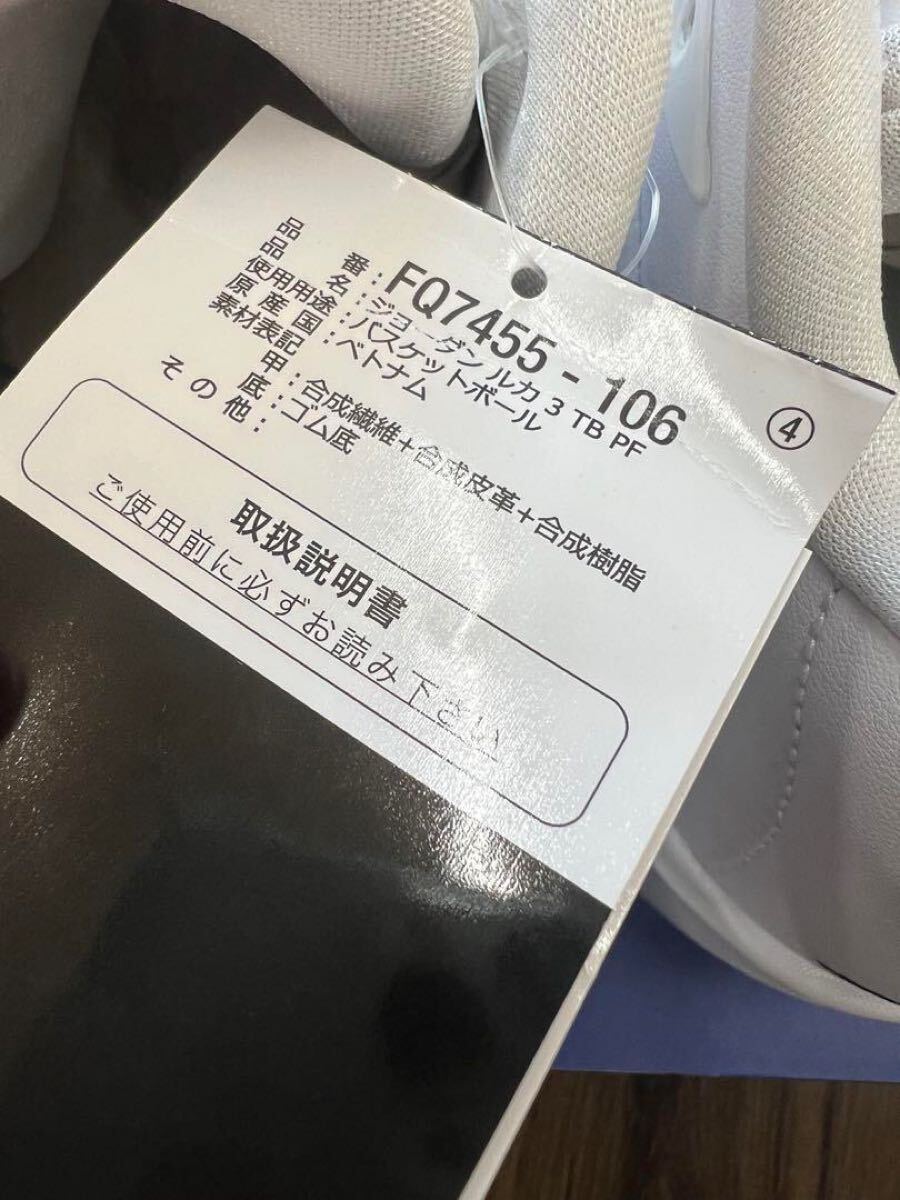 品番：FQ7455-106
品名：ジョーダン ルカ 3 TB PF
使用用途：バスケットボール
原産国：ベトナム
素材表記
甲：合成繊維+合成皮革+合成樹脂
底：ゴム底
その他：
④
取扱説明書
ご使用前に必ずお読み下さい